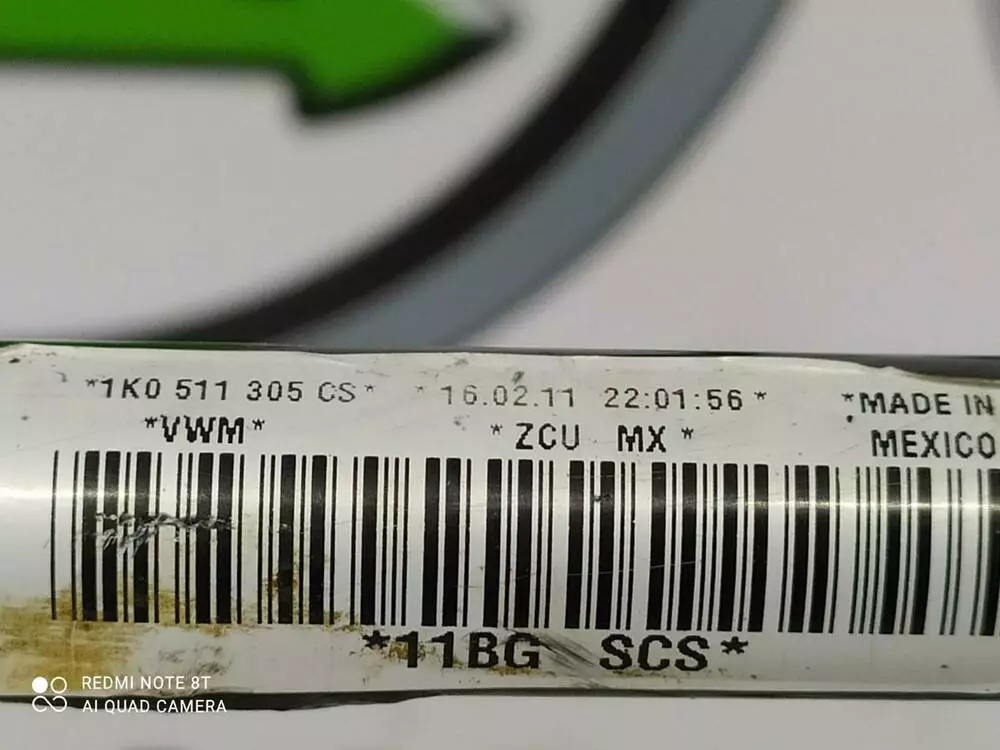 *1K0 511 305 CS* * 16.02.11 22:01:56 * *MADE IN
*VWM* * ZCU MX * MEXICO
*11BG SCS*
REDMI NOTE 8T
AI QUAD CAMERA